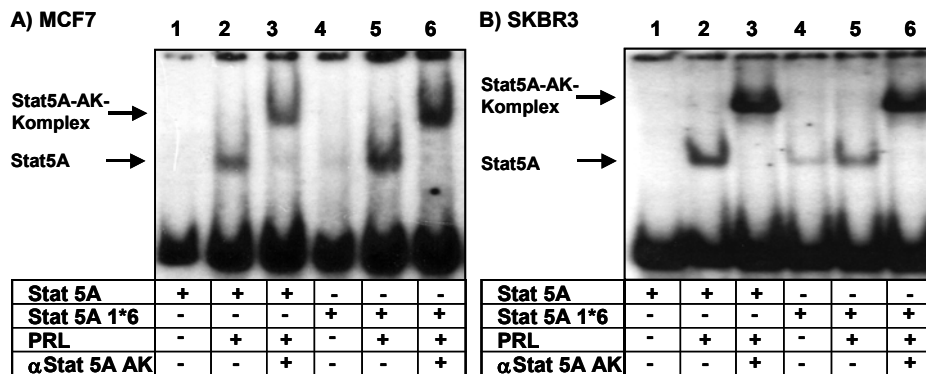 A) MCF7
1 2 3 4 5 6
Stat5A-AK-
Komplex
Stat5A
Stat 5A + + + - - -
Stat 5A 1*6 - - - + + +
PRL - + + - + +
αStat 5A AK - - + - - +
B) SKBR3
1 2 3 4 5 6
Stat5A-AK-
Komplex
Stat5A
Stat 5A + + + - - -
Stat 5A 1*6 - - - + + +
PRL - + + - + +
αStat 5A AK - - + - - +